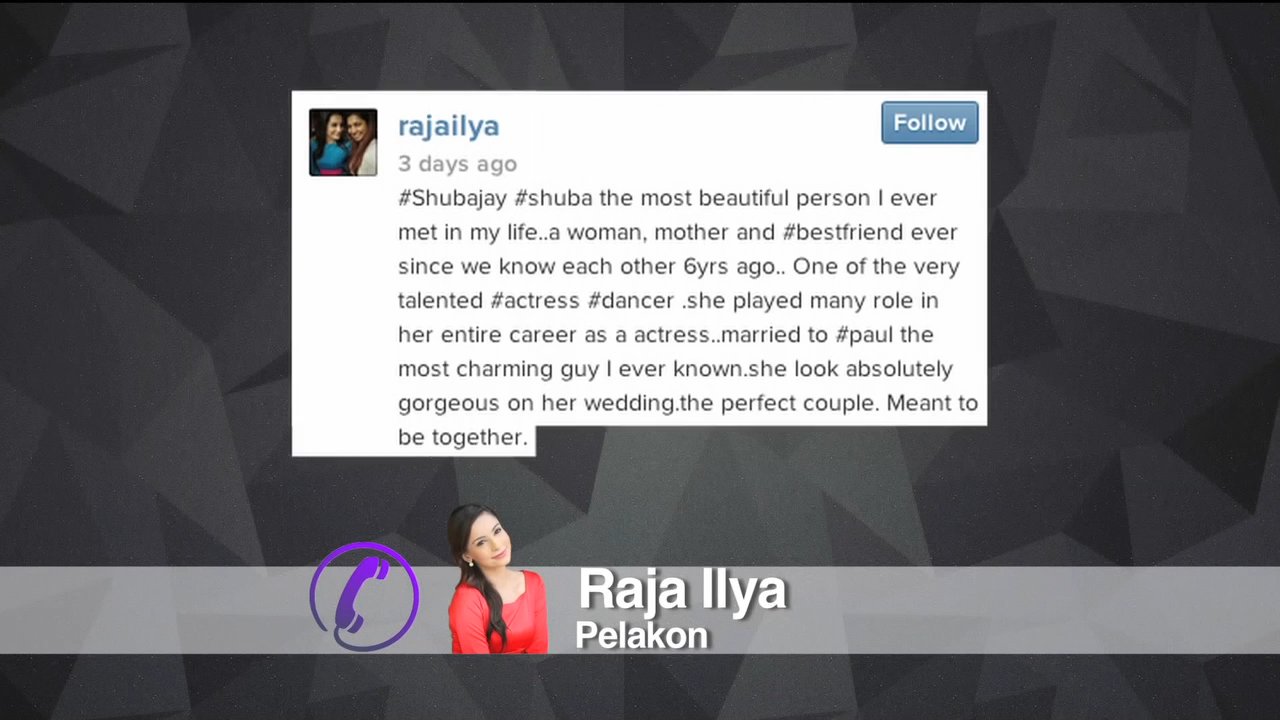 rajailya
Follow
3 days ago
#Shubajay #shuba the most beautiful person I ever
met in my life..a woman, mother and #bestfriend ever
since we know each other 6yrs ago.. One of the very
talented #actress #dancer .she played many role in
her entire career as a actress..married to #paul the
most charming guy I ever known.she look absolutely
gorgeous on her wedding.the perfect couple. Meant to
be together.
Raja Ilya
Pelakon